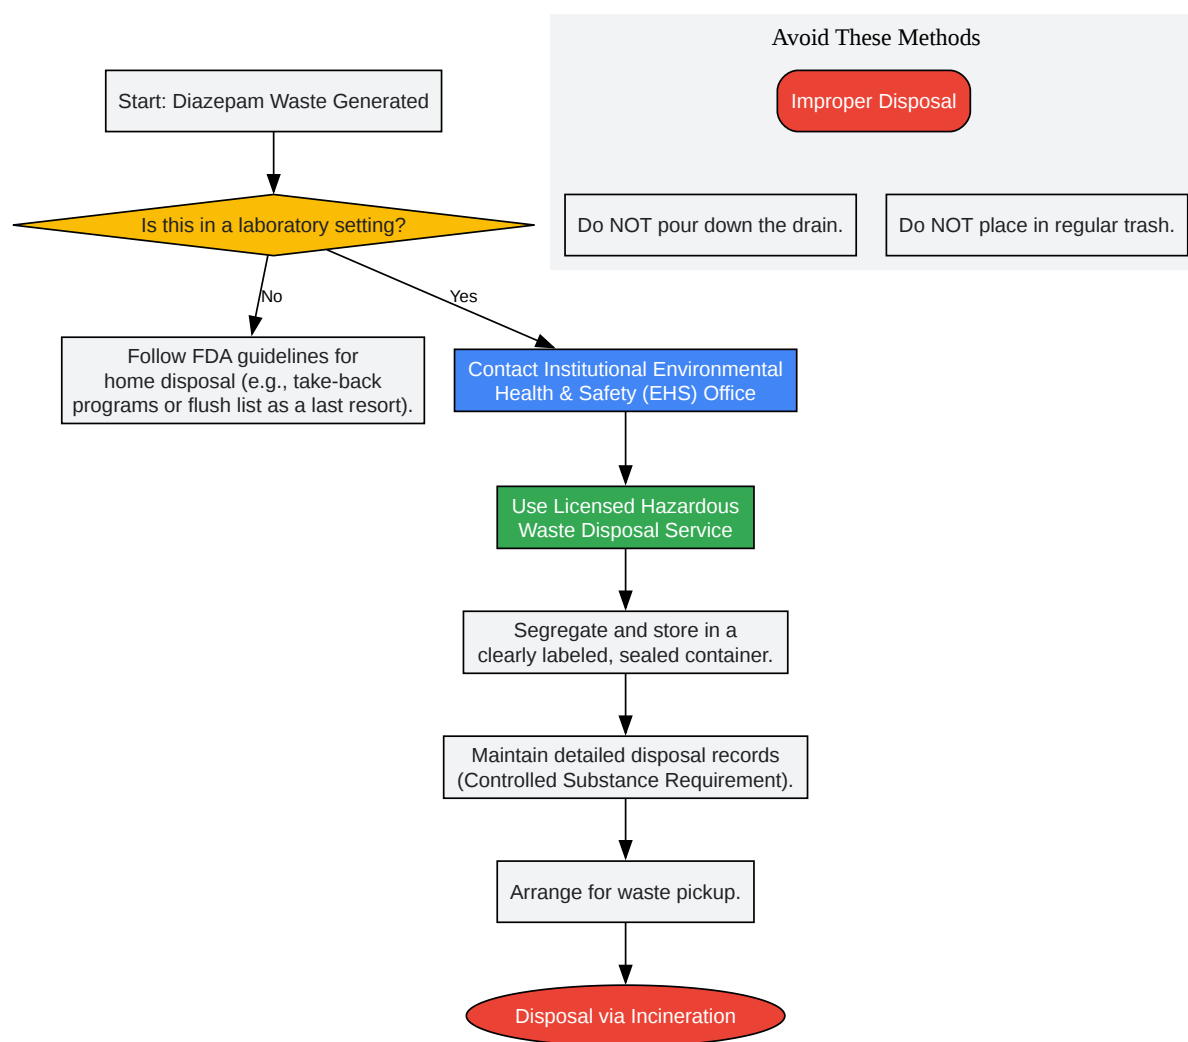 Avoid These Methods
Start: Diazepam Waste Generated
Improper Disposal
Is this in a laboratory setting?
Do NOT pour down the drain.
Do NOT place in regular trash.
No
Yes
Follow FDA guidelines for
home disposal (e.g., take-back
programs or flush list as a last resort).
Contact Institutional Environmental
Health & Safety (EHS) Office
Use Licensed Hazardous
Waste Disposal Service
Segregate and store in a
clearly labeled, sealed container.
Maintain detailed disposal records
(Controlled Substance Requirement).
Arrange for waste pickup.
Disposal via Incineration